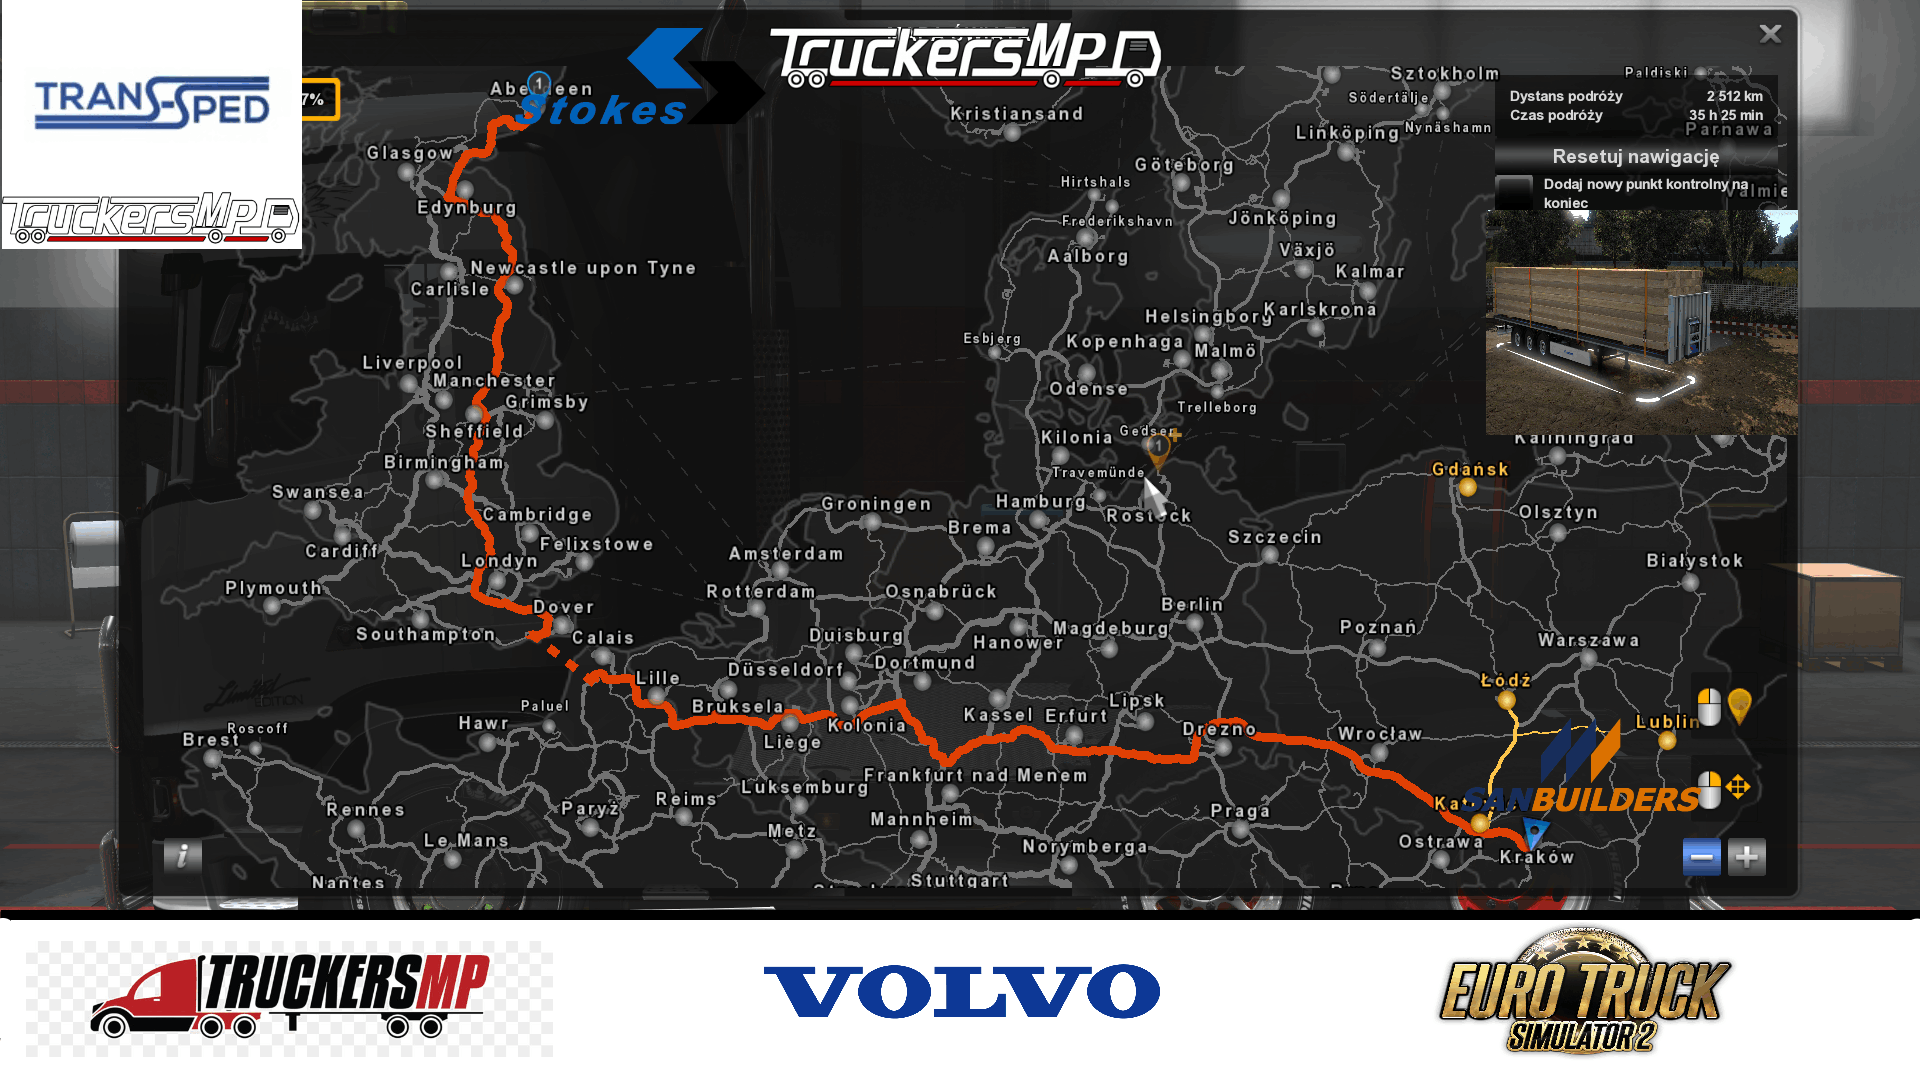 TRANS-SPED
TruckersMP
7%
Stokes
TruckersMP
Dystans podróży 2 512 km
Czas podróży 35 h 25 min
Resetuj nawigację
Dodaj nowy punkt kontrolny na
koniec
Aberdeen
1
Kristiansand
Sztokholm
Paldiski
Södertälje
Nynäshamn
Linköping
Parnawa
Glasgow
Göteborg
Hirtshals
Valmie
Edynburg
Frederikshavn
Jönköping
Aalborg
Växjö
Kalmar
Newcastle upon Tyne
Carlisle
Helsingborg
Karlskrona
Esbjerg
Kopenhaga
Malmö
Liverpool
Manchester
Odense
Grimsby
Trelleborg
Sheffield
Kilonia
Gedser
1
Kaliningrad
Birmingham
Travemünde
Gdańsk
Swansea
Groningen
Hamburg
Rostock
Cambridge
Brema
Olsztyn
Cardiff
Felixstowe
Szczecin
Londyn
Amsterdam
Białystok
Plymouth
Rotterdam
Osnabrück
Berlin
Dover
Southampton
Calais
Duisburg
Hanower
Magdeburg
Poznań
Warszawa
Lille
Düsseldorf
Dortmund
Łódź
Paluel
Bruksela
Kolonia
Kassel
Erfurt
Lipsk
Lublin
Roscoff
Hawr
Brest
Liège
Drezno
Wrocław
Frankfurt nad Menem
Luksemburg
Reims
Paryż
Rennes
Metz
Mannheim
Praga
Kat
SANBUILDERS
Le Mans
Norymberga
Ostrawa
Kraków
Nantes
Stuttgart
i
TRUCKERSMP
VOLVO
EURO TRUCK
SIMULATOR 2